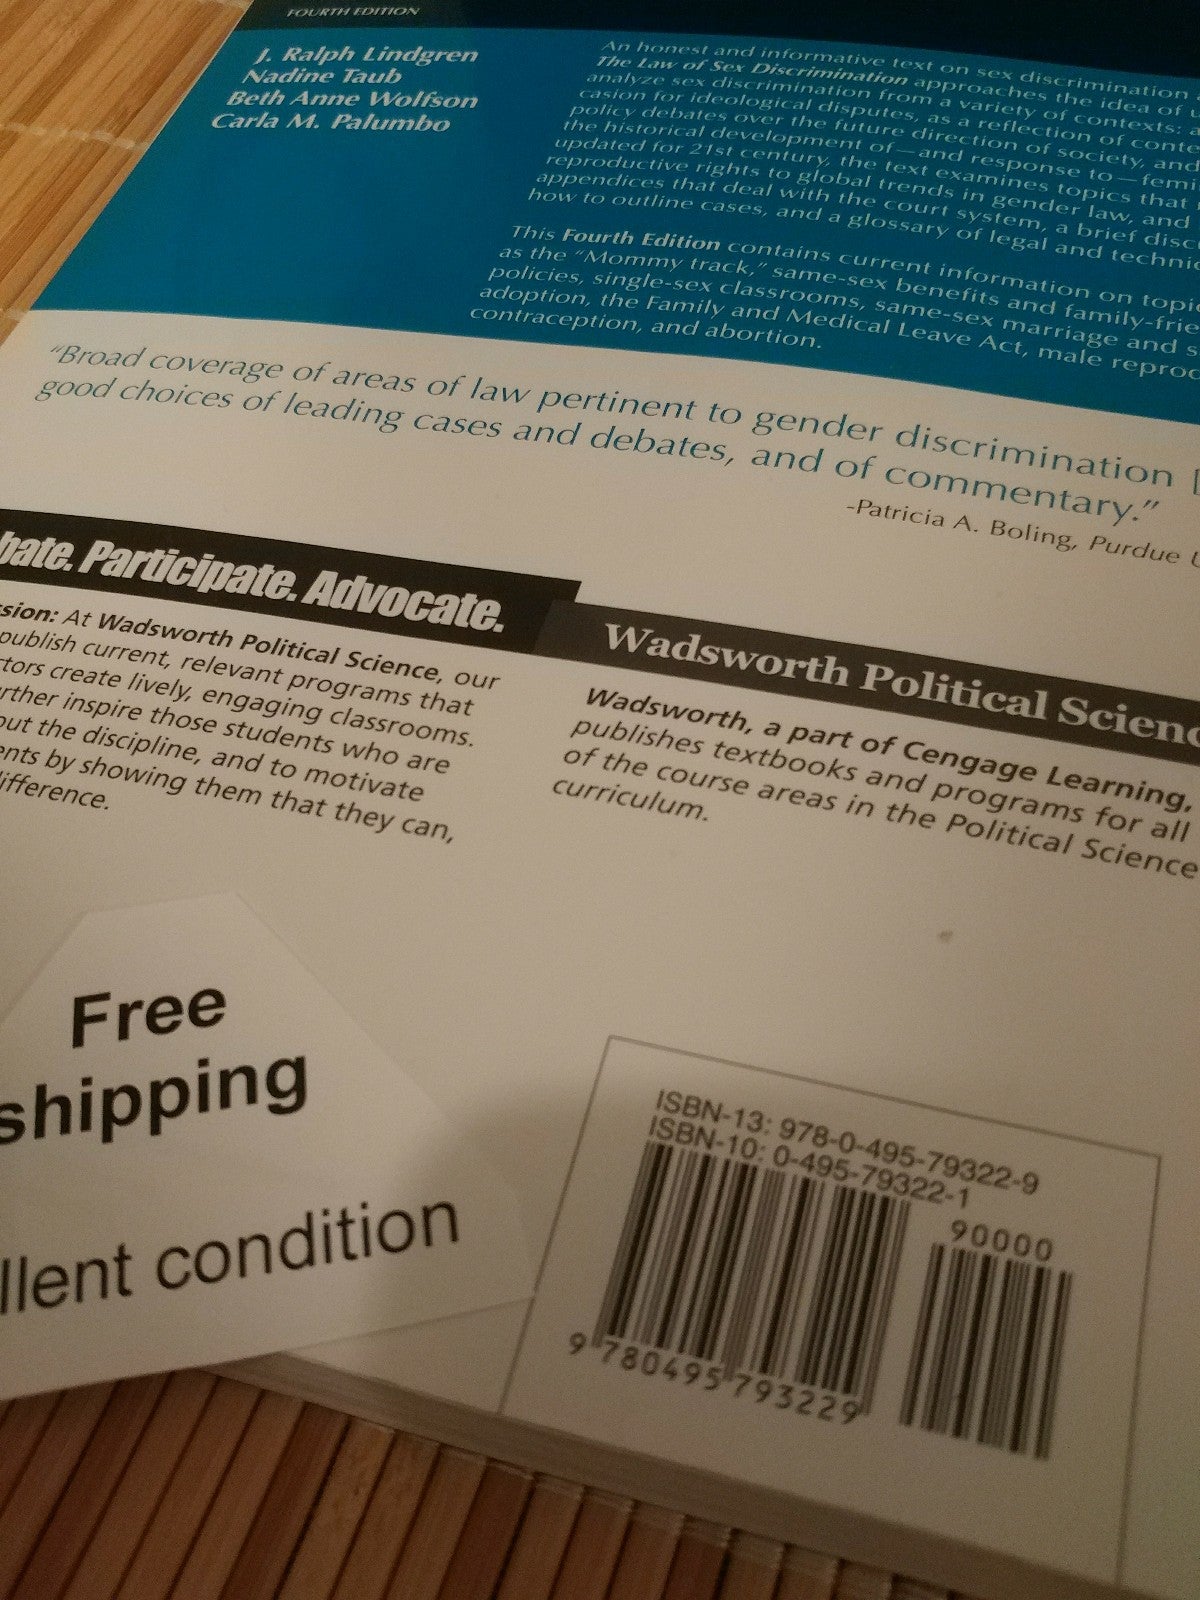 FOURTH EDITION
J. Ralph Lindgren
Nadine Taub
Beth Anne Wolfson
Carla M. Palumbo
An honest and informative text on sex discrimination
The Law of Sex Discrimination approaches the idea of
analyze sex discrimination from a variety of contexts:
casion for ideological disputes, as a reflection of
policy debates over the future direction of society, and
the historical development of—and response to—
updated for 21st century, the text examines topics that
reproductive rights to global trends in gender law, and
appendices that deal with the court system, a brief
how to outline cases, and a glossary of legal and
This Fourth Edition contains current information on
as the "Mommy track," same-sex benefits and
policies, single-sex classrooms, same-sex marriage and
adoption, the Family and Medical Leave Act, male
contraception, and abortion.
"Broad coverage of areas of law pertinent to gender discrimination [
good choices of leading cases and debates, and of commentary."
-Patricia A. Boling, Purdue U
bate. Participate. Advocate.
ssion: At Wadsworth Political Science, our
publish current, relevant programs that
ctors create lively, engaging classrooms.
urther inspire those students who are
out the discipline, and to motivate
ents by showing them that they can,
ifference.
Wadsworth Political Scienc
Wadsworth, a part of Cengage Learning,
publishes textbooks and programs for all
of the course areas in the Political Science
curriculum.
Free
shipping
llent condition
ISBN-13: 978-0-495-79322-9
ISBN-10: 0-495-79322-1
90000
9 780495 793229